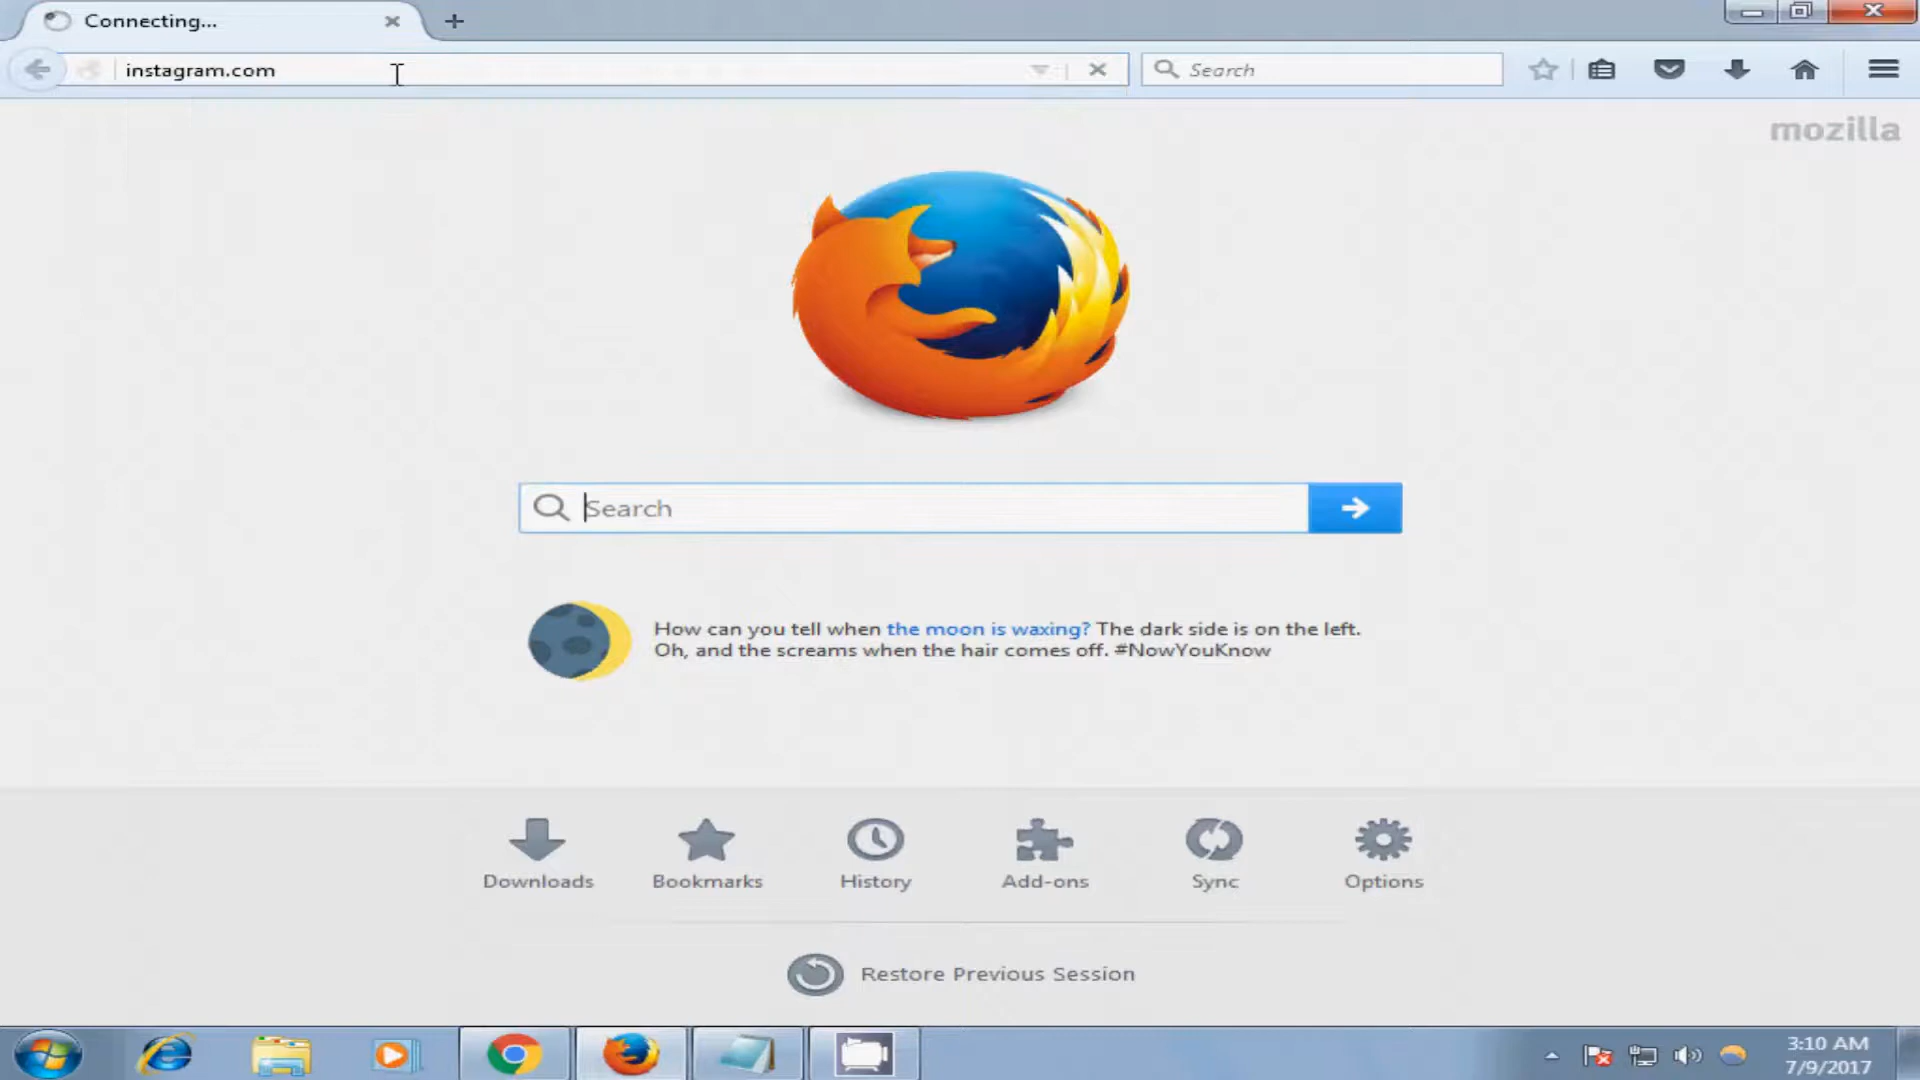 Connecting...
instagram.com
Search
mozilla
Search
How can you tell when the moon is waxing? The dark side is on the left.
Oh, and the screams when the hair comes off. #NowYouKnow
Downloads
Bookmarks
History
Add-ons
Sync
Options
Restore Previous Session
3:10 AM
7/9/2017